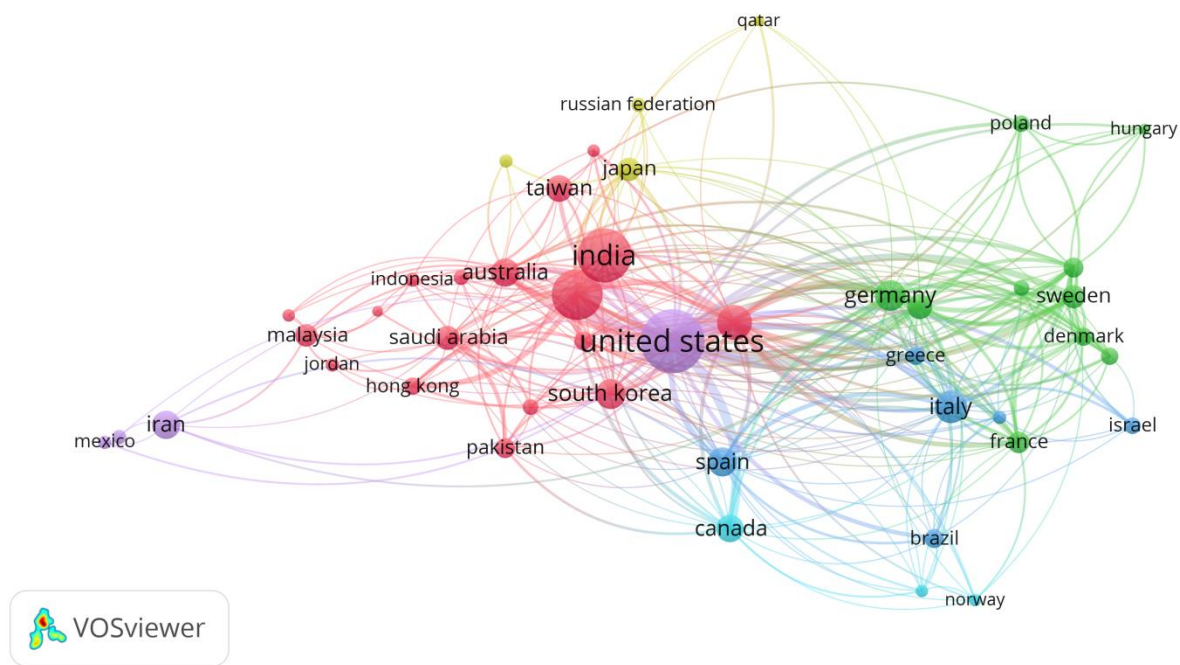 qatar
russian federation
poland
hungary
japan
taiwan
india
australia
indonesia
germany
sweden
malaysia
saudi arabia
united states
denmark
greece
jordan
hong kong
south korea
italy
iran
mexico
pakistan
france
israel
spain
canada
brazil
norway
VOSviewer